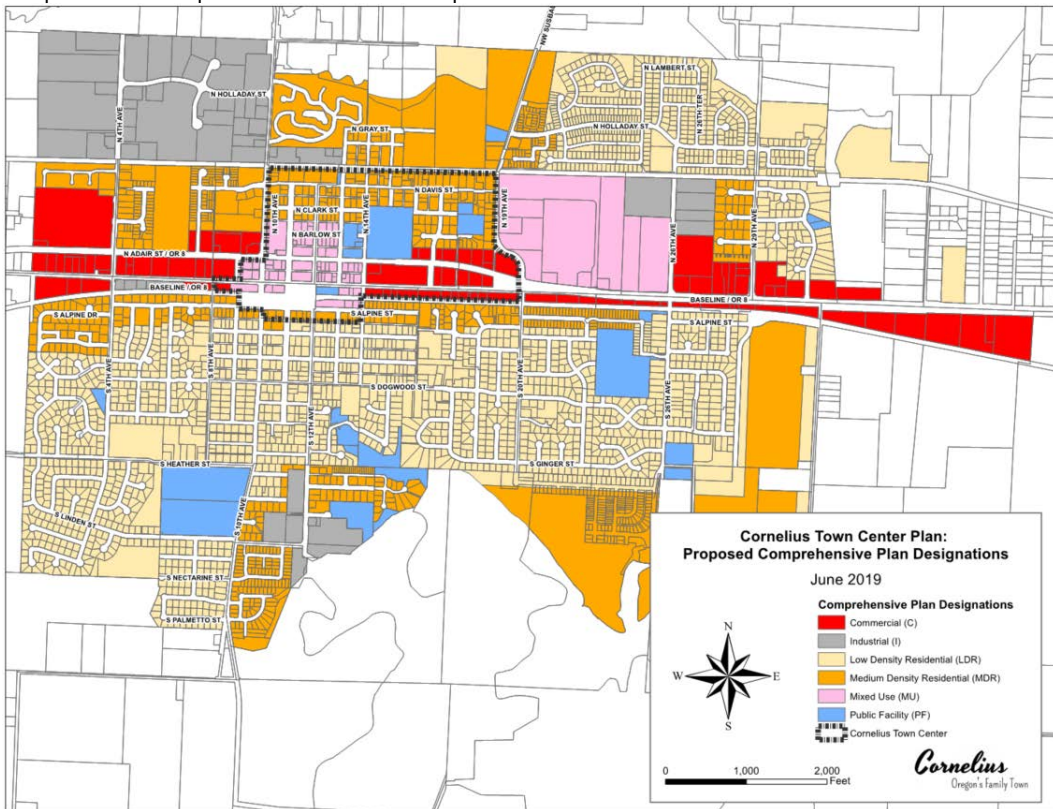 NW SUSBAU
N LAMBERT ST
N HOLLADAY ST
N 26TH TER
N 4TH AVE
N GRAY ST
N HOLLADAY ST
N DAVIS ST
N 10TH AVE
N CLARK ST
N 14TH AVE
N 19TH AVE
N BARLOW ST
N 29TH AVE
N ADAIR ST / OR 8
BASELINE / OR 8
BASELINE / OR 8
S ALPINE DR
S ALPINE ST
S ALPINE ST
S 4TH AVE
S DOGWOOD ST
S 20TH AVE
S 26TH AVE
S 13TH AVE
S HEATHER ST
S GINGER ST
S LINDEN ST
S 10TH AVE
S NECTARINE ST
S PALMETTO ST
Cornelius Town Center Plan:
Proposed Comprehensive Plan Designations
June 2019
Comprehensive Plan Designations
Commercial (C)
Industrial (I)
Low Density Residential (LDR)
Medium Density Residential (MDR)
Mixed Use (MU)
Public Facility (PF)
Cornelius Town Center
N
W E
S
0 1,000 2,000
Feet
Cornelius
Oregon's Family Town